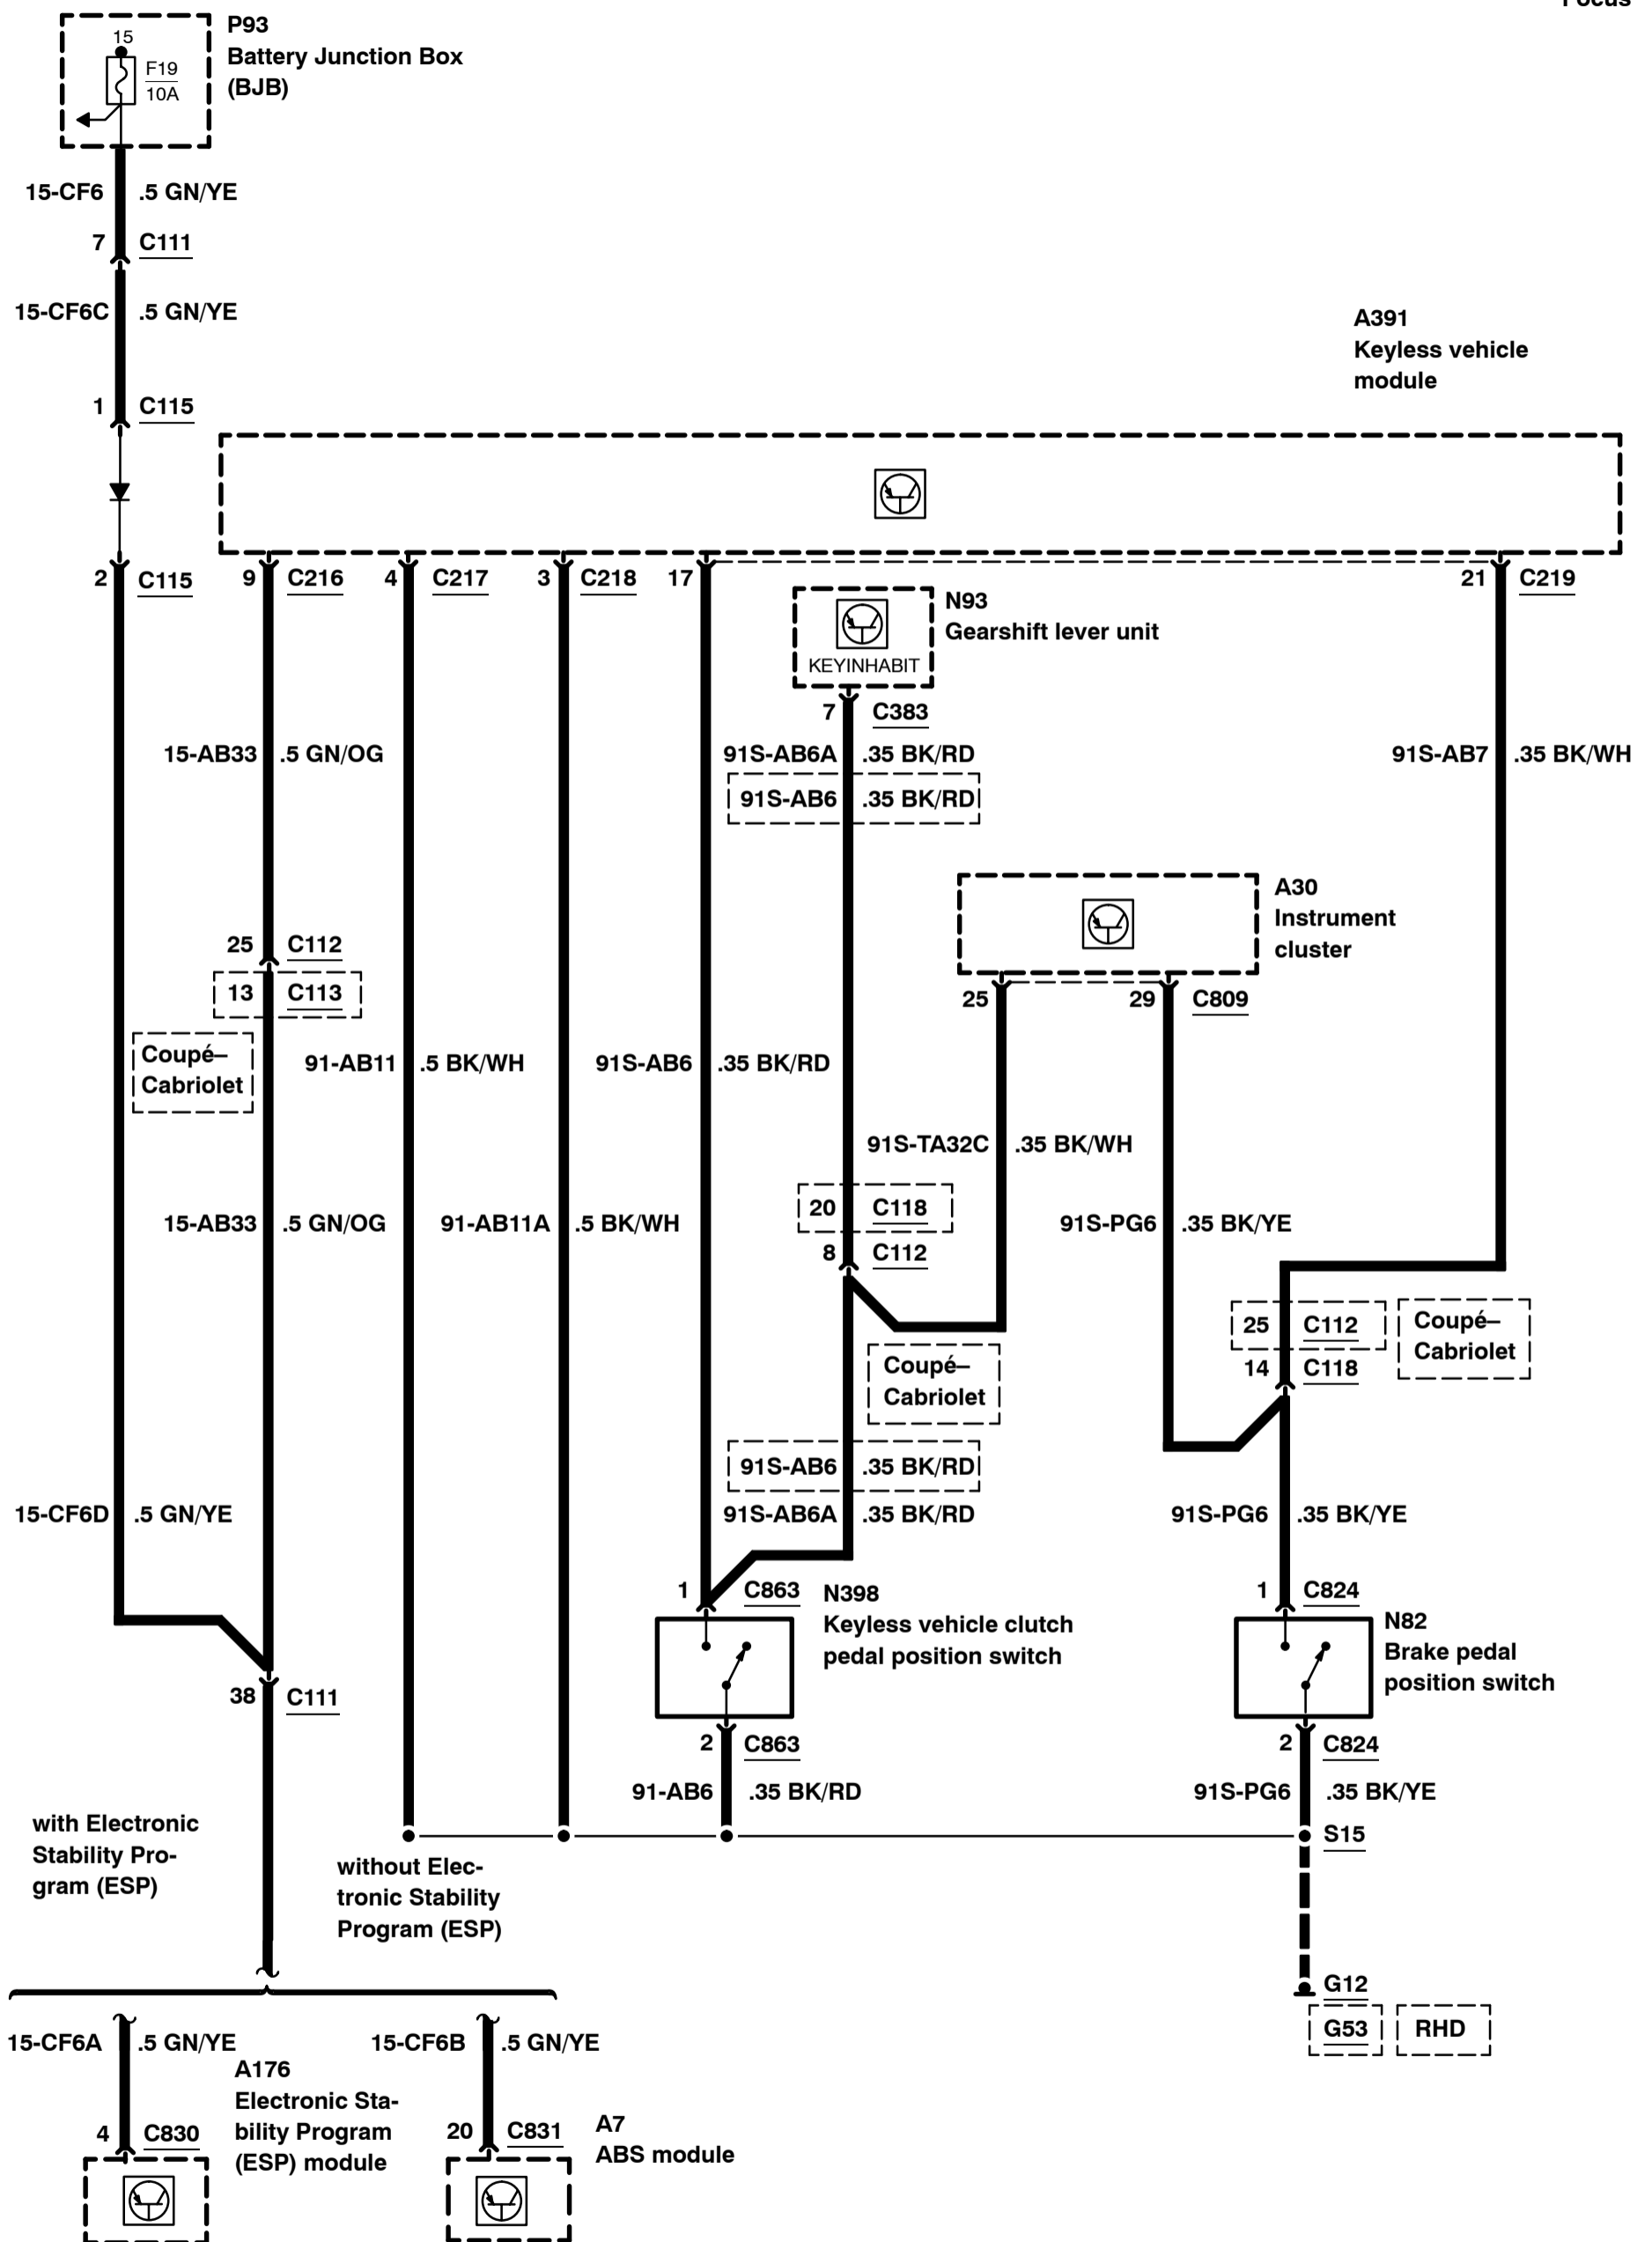 Focus
P93
Battery Junction Box
(BJB)
15
F19
10A
15-CF6 .5 GN/YE
7 C111
15-CF6C .5 GN/YE
1 C115
A391
Keyless vehicle
module
2 C115
9 C216
4 C217
3 C218
17
21 C219
N93
Gearshift lever unit
KEYINHABIT
7 C383
15-AB33 .5 GN/OG
91S-AB6A .35 BK/RD
91S-AB7 .35 BK/WH
91S-AB6 .35 BK/RD
A30
Instrument
cluster
25 C112
13 C113
25
29 C809
Coupé–
Cabriolet
91-AB11 .5 BK/WH
91S-AB6 .35 BK/RD
91S-TA32C .35 BK/WH
20 C118
15-AB33 .5 GN/OG
91-AB11A .5 BK/WH
91S-PG6 .35 BK/YE
8 C112
25 C112
Coupé–
Cabriolet
14 C118
Coupé–
Cabriolet
91S-AB6 .35 BK/RD
15-CF6D .5 GN/YE
91S-AB6A .35 BK/RD
91S-PG6 .35 BK/YE
1 C863
N398
Keyless vehicle clutch
pedal position switch
1 C824
N82
Brake pedal
position switch
38 C111
2 C863
2 C824
91-AB6 .35 BK/RD
91S-PG6 .35 BK/YE
with Electronic
Stability Pro-
gram (ESP)
S15
without Elec-
tronic Stability
Program (ESP)
G12
G53
RHD
15-CF6A .5 GN/YE
15-CF6B .5 GN/YE
A176
Electronic Sta-
bility Program
(ESP) module
4 C830
20 C831
A7
ABS module